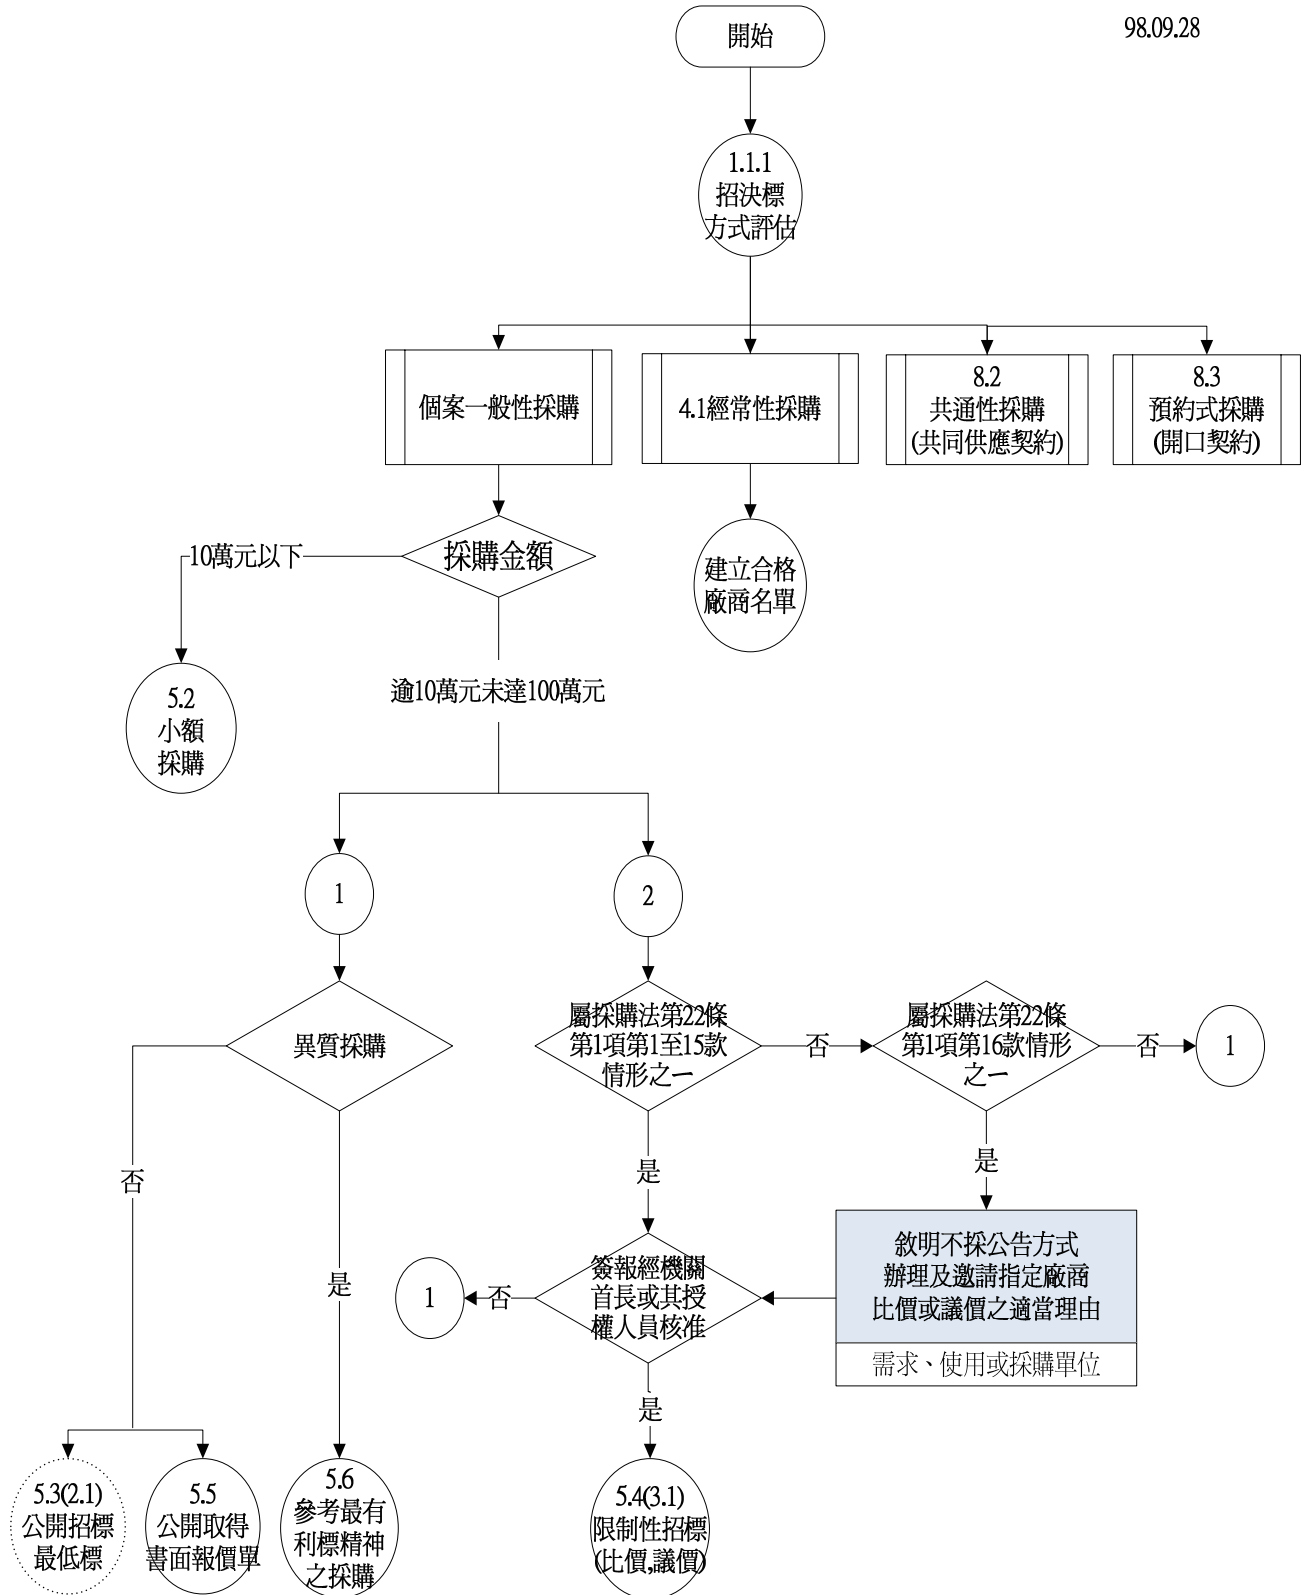 開始
98.09.28
1.1.1
招決標
方式評估
個案一般性採購
4.1經常性採購
8.2
共通性採購
(共同供應契約)
8.3
預約式採購
(開口契約)
10萬元以下
採購金額
建立合格
廠商名單
5.2
小額
採購
逾10萬元未達100萬元
1
2
異質採購
屬採購法第22條
第1項第1至15款
情形之一
否
屬採購法第22條
第1項第16款情形
之一
否
1
否
是
是
是
敘明不採公告方式
辦理及邀請指定廠商
比價或議價之適當理由
需求、使用或採購單位
簽報經機關
首長或其授
權人員核准
否
1
是
5.3(2.1)
公開招標
最低標
5.5
公開取得
書面報價單
5.6
參考最有
利標精神
之採購
5.4(3.1)
限制性招標
(比價,議價)